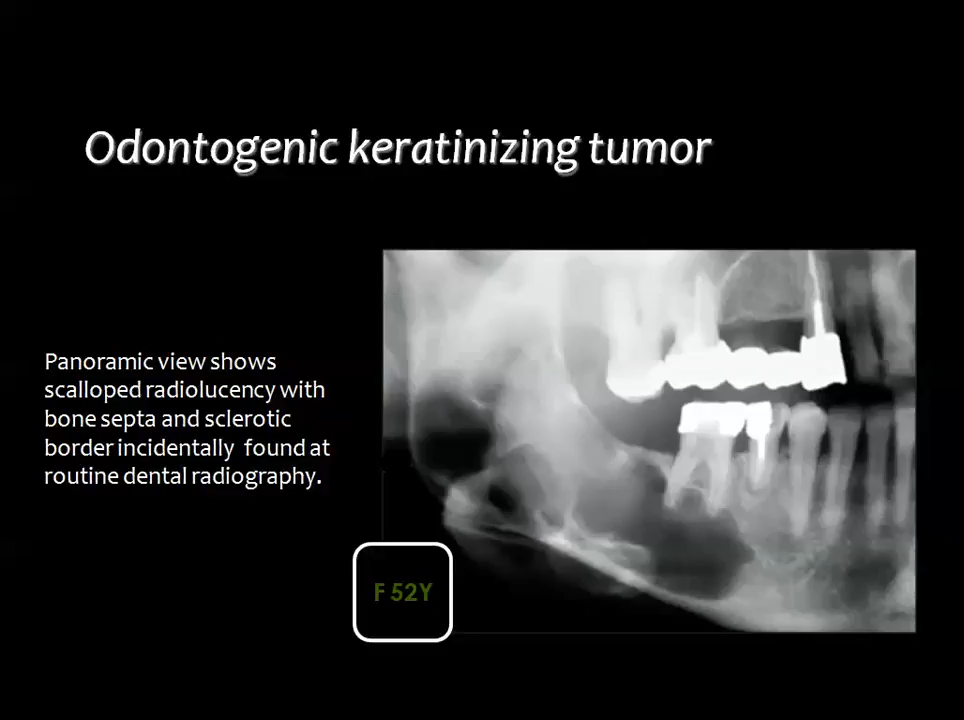 Odontogenic keratinizing tumor
Panoramic view shows
scalloped radiolucency with
bone septa and sclerotic
border incidentally found at
routine dental radiography.
F 52Y